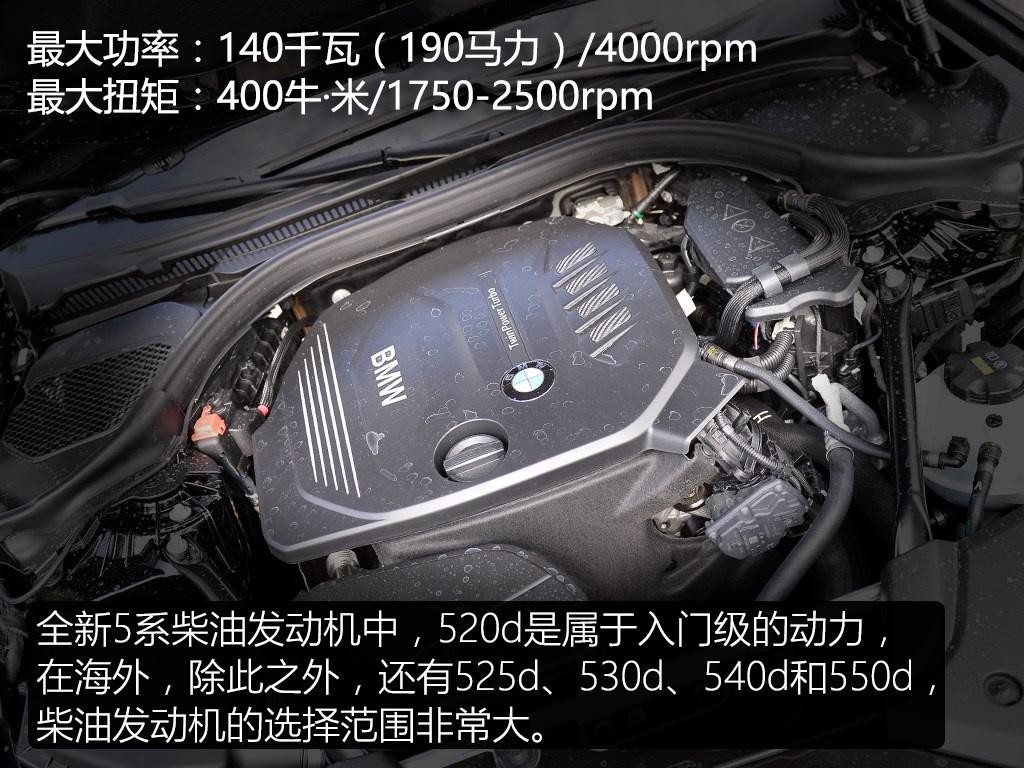 最大功率：140千瓦（190马力）/4000rpm
最大扭矩：400牛·米/1750-2500rpm
TwinPowerTurbo
BMW
BMW
全新5系柴油发动机中，520d是属于入门级的动力，
在海外，除此之外，还有525d、530d、540d和550d，
柴油发动机的选择范围非常大。